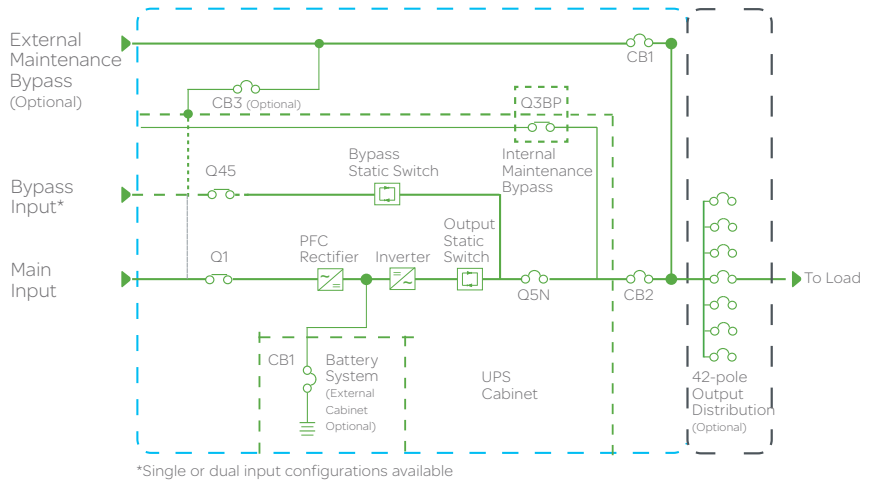 External
Maintenance
Bypass
(Optional)
CB1
CB3 (Optional)
Q3BP
Internal
Maintenance
Bypass
Bypass
Static Switch
Q45
Bypass
Input*
Output
Static
Switch
PFC
Rectifier
Inverter
Q1
Main
Input
Q5N
CB2
To Load
CB1
Battery
System
(External
Cabinet
Optional)
UPS
Cabinet
42-pole
Output
Distribution
(Optional)
*Single or dual input configurations available